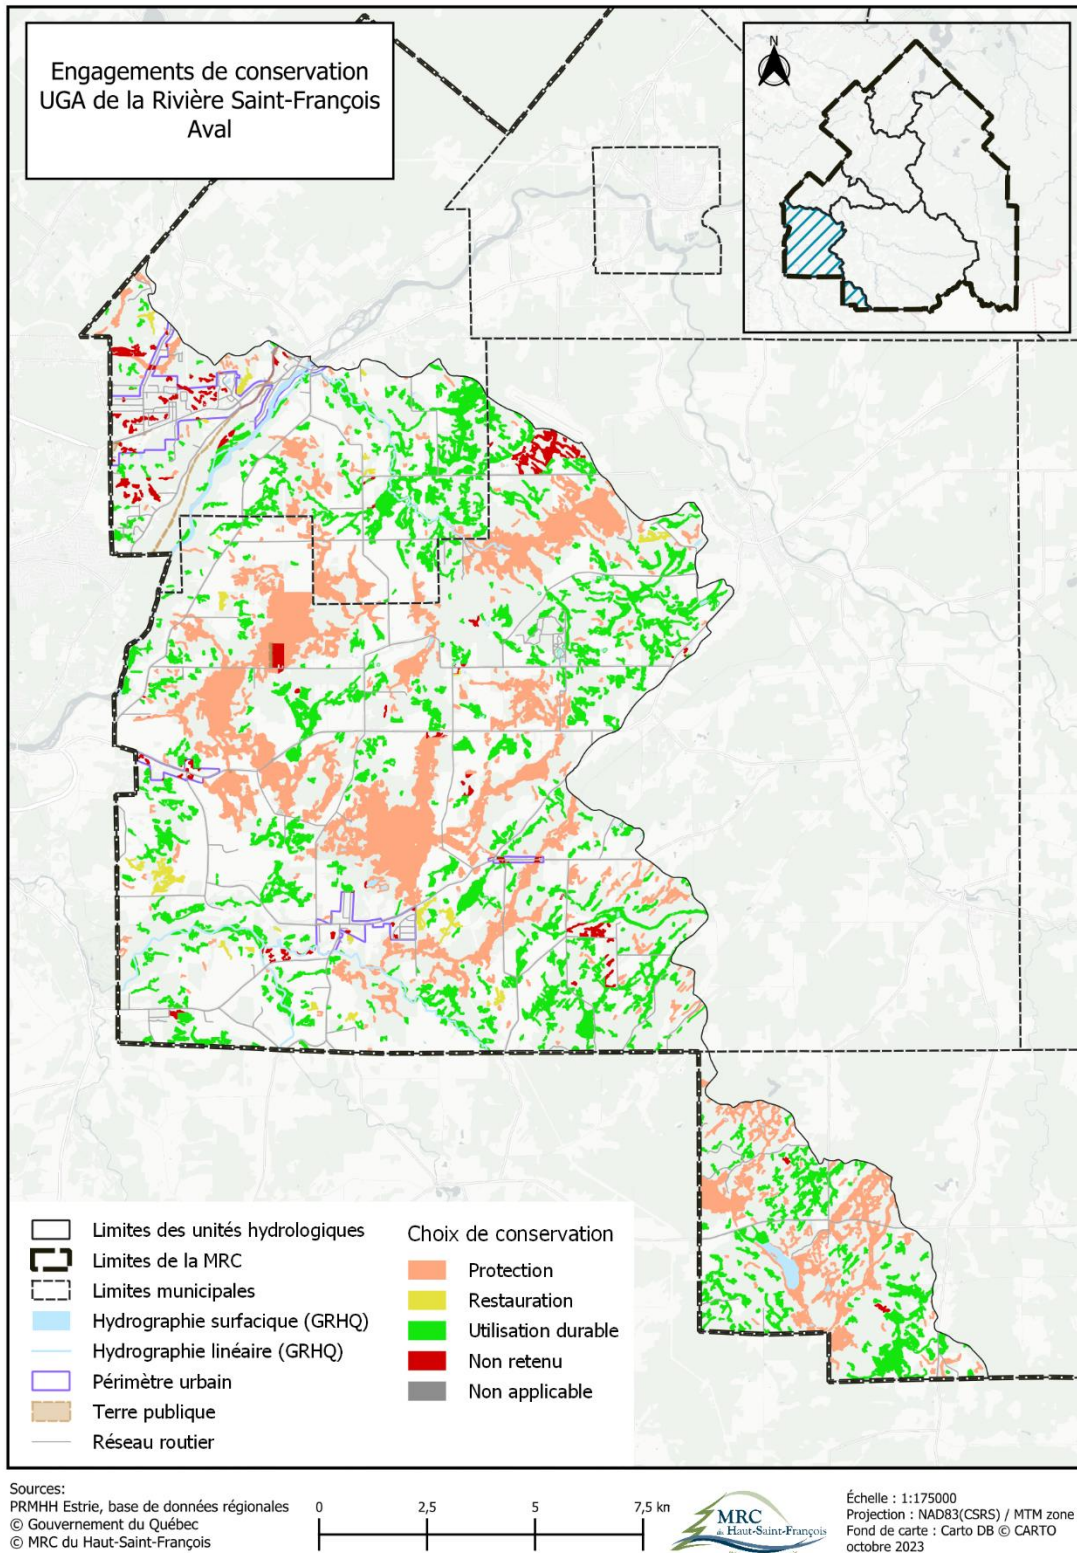 Engagements de conservation
UGA de la Rivière Saint-François
Aval
N
Limites des unités hydrologiques
Limites de la MRC
Limites municipales
Hydrographie surfacique (GRHQ)
Hydrographie linéaire (GRHQ)
Périmètre urbain
Terre publique
Réseau routier
Choix de conservation
Protection
Restauration
Utilisation durable
Non retenu
Non applicable
Sources:
PRMHH Estrie, base de données régionales
© Gouvernement du Québec
© MRC du Haut-Saint-François
0 2,5 5 7,5 km
MRC
du Haut-Saint-François
Échelle : 1:175000
Projection : NAD83(CSRS) / MTM zone
Fond de carte : Carto DB © CARTO
octobre 2023